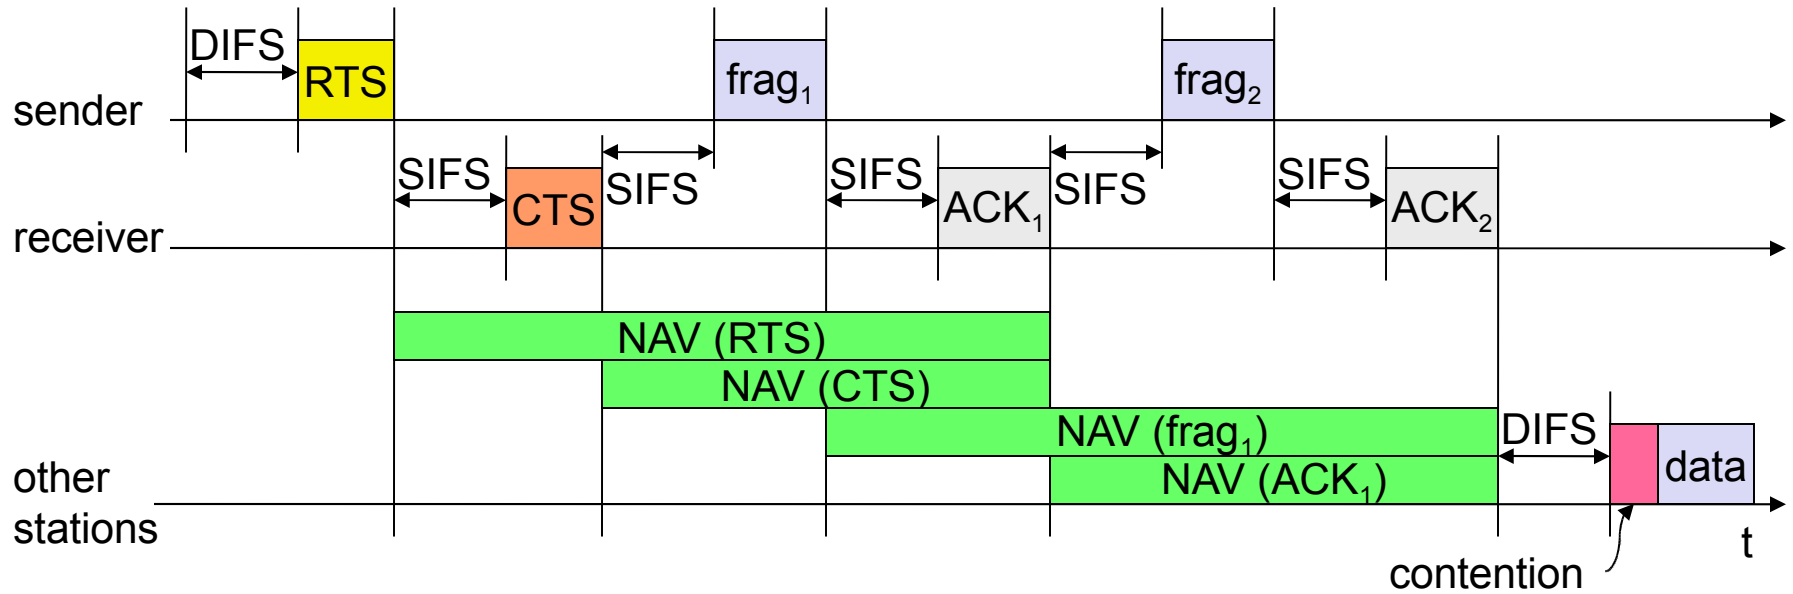 DIFS
RTS
frag₁
frag₂
sender
SIFS
CTS
SIFS
SIFS
ACK₁
SIFS
SIFS
ACK₂
receiver
NAV (RTS)
NAV (CTS)
NAV (frag₁)
DIFS
NAV (ACK₁)
data
other
stations
t
contention